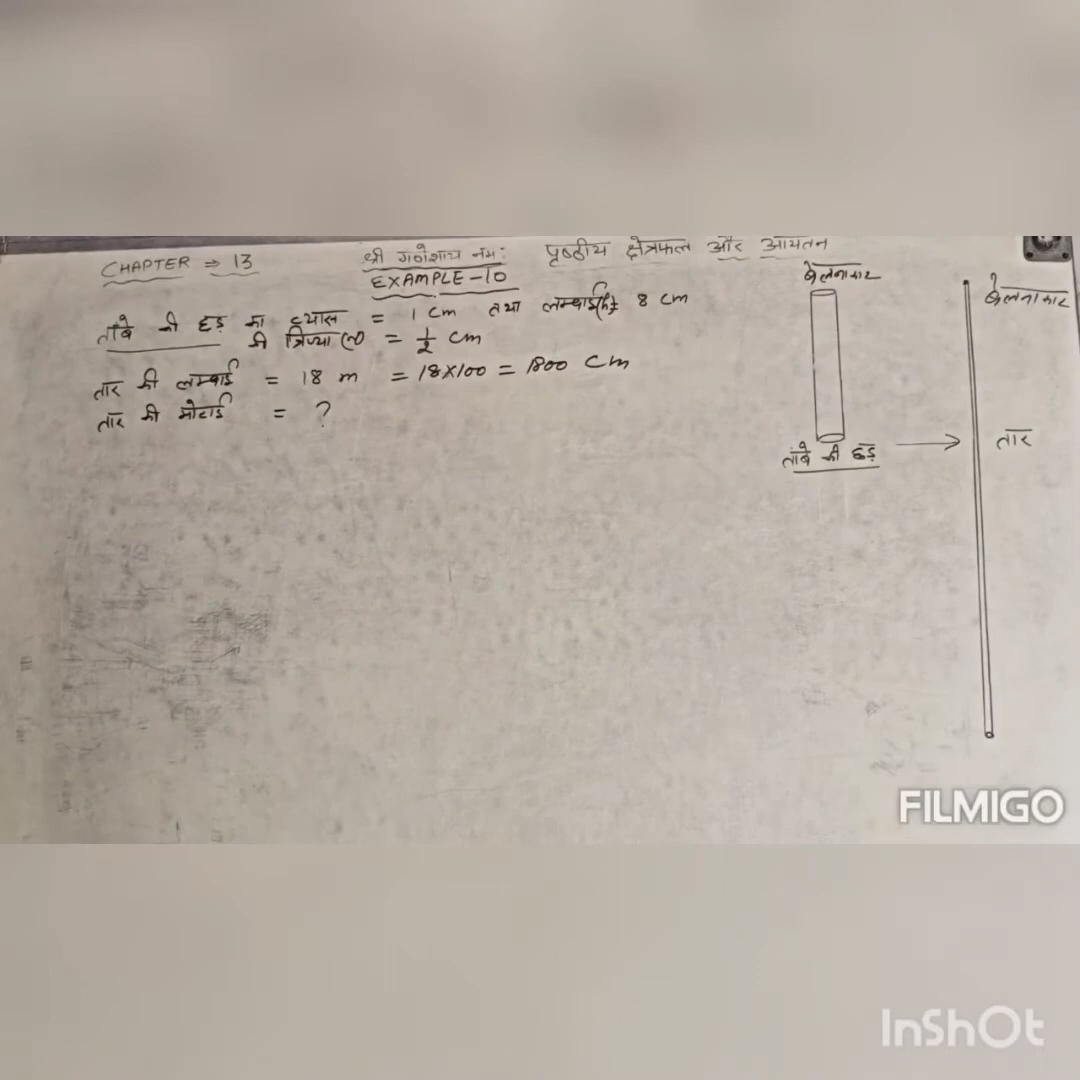 CHAPTER ⇒ 13 श्री गणेशाय नमः पृष्ठीय क्षेत्रफल और आयतन
EXAMPLE-10
तांबे की छड़ का व्यास = 1 cm तथा लम्बाई(h)= 8 cm
की त्रिज्या (r) = 1/2 cm
तार की लम्बाई = 18 m = 18×100 = 1800 cm
तार की मोटाई = ?
बेलनाकार
तांबे की छड़
बेलनाकार
तार
FILMIGO
InShOt